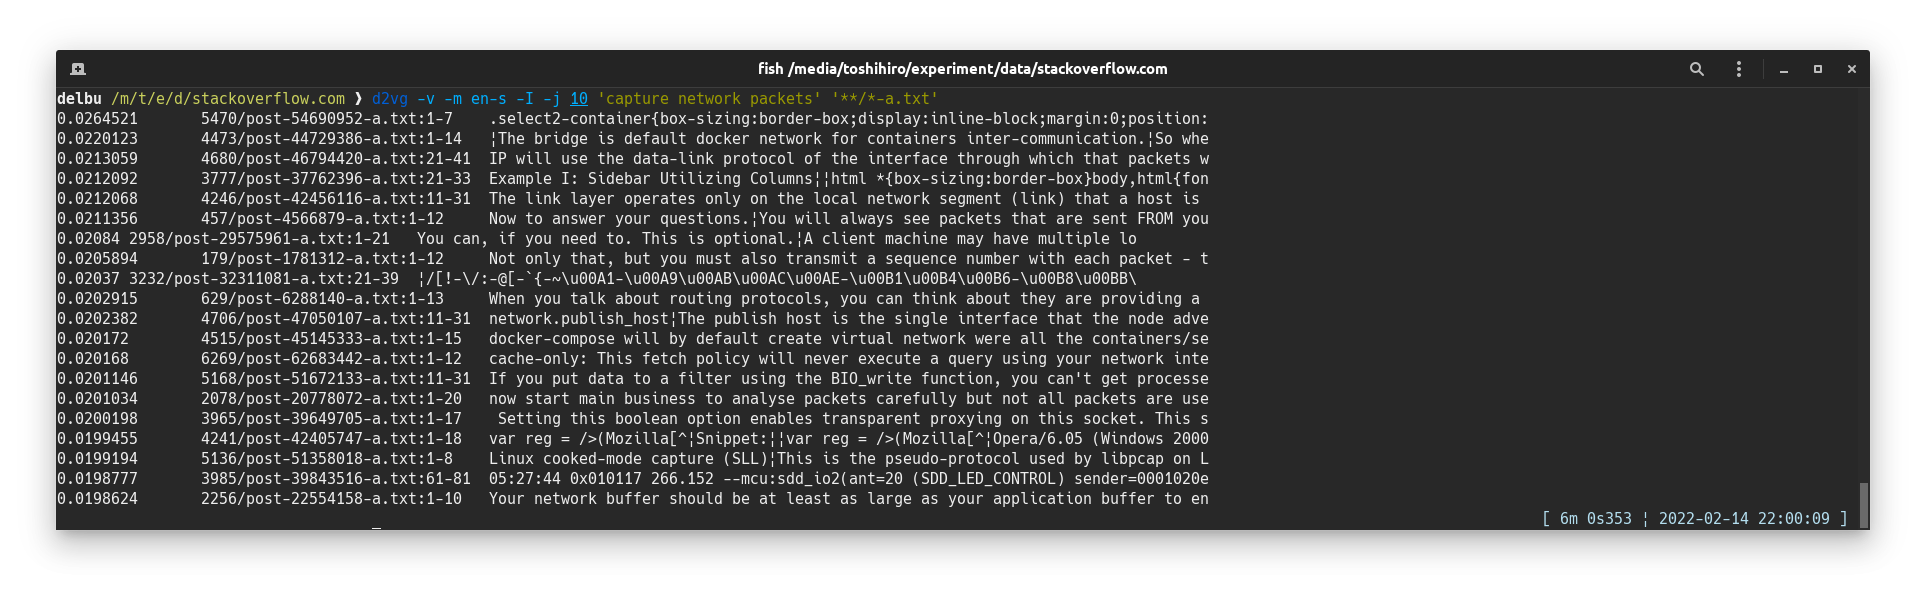 fish /media/toshihiro/experiment/data/stackoverflow.com
delbu /m/t/e/d/stackoverflow.com ❯ d2vg -v -m en-s -I -j 10 'capture network packets' '**/*-a.txt'
0.0264521 5470/post-54690952-a.txt:1-7 .select2-container{box-sizing:border-box;display:inline-block;margin:0;position:
0.0220123 4473/post-44729386-a.txt:1-14 ¦The bridge is default docker network for containers inter-communication.¦So whe
0.0213059 4680/post-46794420-a.txt:21-41 IP will use the data-link protocol of the interface through which that packets w
0.0212092 3777/post-37762396-a.txt:21-33 Example I: Sidebar Utilizing Columns¦¦html *{box-sizing:border-box}body,html{fon
0.0212068 4246/post-42456116-a.txt:11-31 The link layer operates only on the local network segment (link) that a host is
0.0211356 457/post-4566879-a.txt:1-12 Now to answer your questions.¦You will always see packets that are sent FROM you
0.02084 2958/post-29575961-a.txt:1-21 You can, if you need to. This is optional.¦A client machine may have multiple lo
0.0205894 179/post-1781312-a.txt:1-12 Not only that, but you must also transmit a sequence number with each packet - t
0.02037 3232/post-32311081-a.txt:21-39 ¦/[!-\/:-@[-`{-~\u00A1-\u00A9\u00AB\u00AC\u00AE-\u00B1\u00B4\u00B6-\u00B8\u00BB\
0.0202915 629/post-6288140-a.txt:1-13 When you talk about routing protocols, you can think about they are providing a
0.0202382 4706/post-47050107-a.txt:11-31 network.publish_host¦The publish host is the single interface that the node adve
0.020172 4515/post-45145333-a.txt:1-15 docker-compose will by default create virtual network were all the containers/se
0.020168 6269/post-62683442-a.txt:1-12 cache-only: This fetch policy will never execute a query using your network inte
0.0201146 5168/post-51672133-a.txt:11-31 If you put data to a filter using the BIO_write function, you can't get processe
0.0201034 2078/post-20778072-a.txt:1-20 now start main business to analyse packets carefully but not all packets are use
0.0200198 3965/post-39649705-a.txt:1-17 Setting this boolean option enables transparent proxying on this socket. This s
0.0199455 4241/post-42405747-a.txt:1-18 var reg = />(Mozilla[^¦Snippet:¦¦var reg = />(Mozilla[^¦Opera/6.05 (Windows 2000
0.0199194 5136/post-51358018-a.txt:1-8 Linux cooked-mode capture (SLL)¦This is the pseudo-protocol used by libpcap on L
0.0198777 3985/post-39843516-a.txt:61-81 05:27:44 0x010117 266.152 --mcu:sdd_io2(ant=20 (SDD_LED_CONTROL) sender=0001020e
0.0198624 2256/post-22554158-a.txt:1-10 Your network buffer should be at least as large as your application buffer to en
[ 6m 0s353 ¦ 2022-02-14 22:00:09 ]